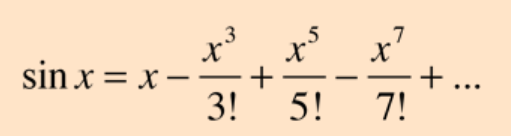 sin x = x − x³/3! + x⁵/5! − x⁷/7! + ...